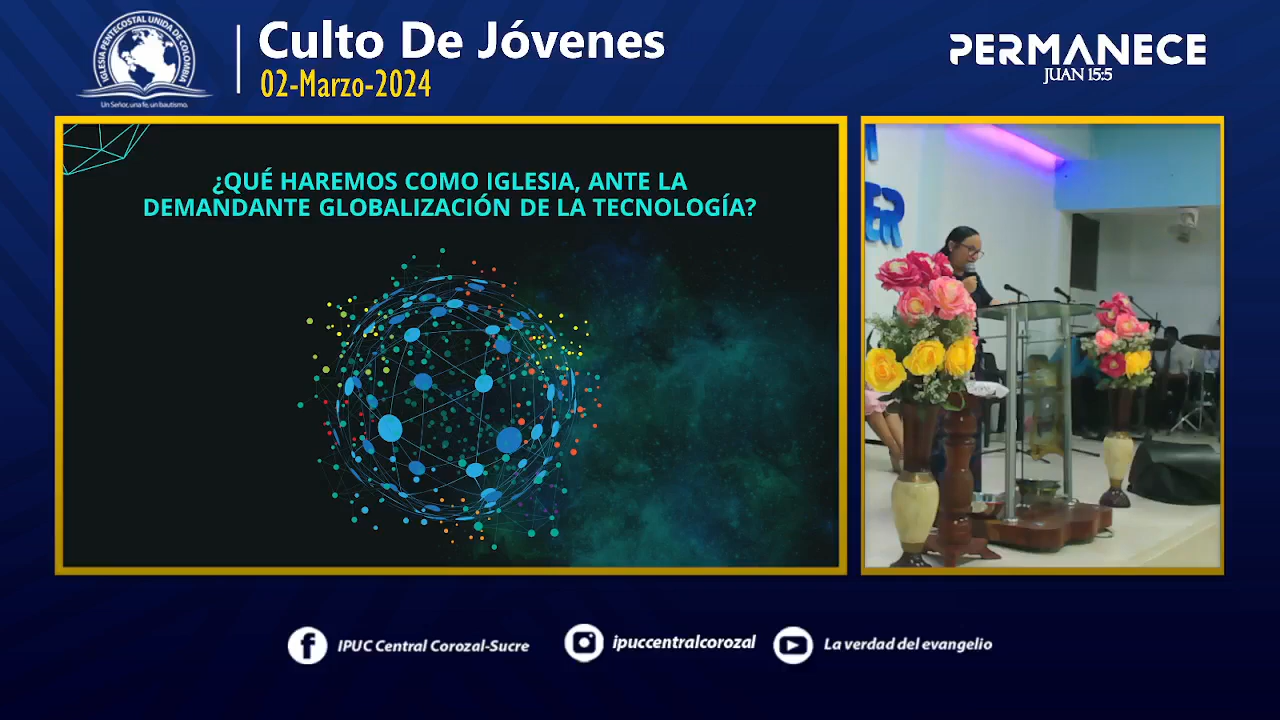 IGLESIA PENTECOSTAL UNIDA DE COLOMBIA
Un Señor, una fe, un bautismo.
Culto De Jóvenes
02-Marzo-2024
PERMANECE
JUAN 15:5
¿QUÉ HAREMOS COMO IGLESIA, ANTE LA
DEMANDANTE GLOBALIZACIÓN DE LA TECNOLOGÍA?
IPUC Central Corozal-Sucre
ipuccentralcorozal
La verdad del evangelio